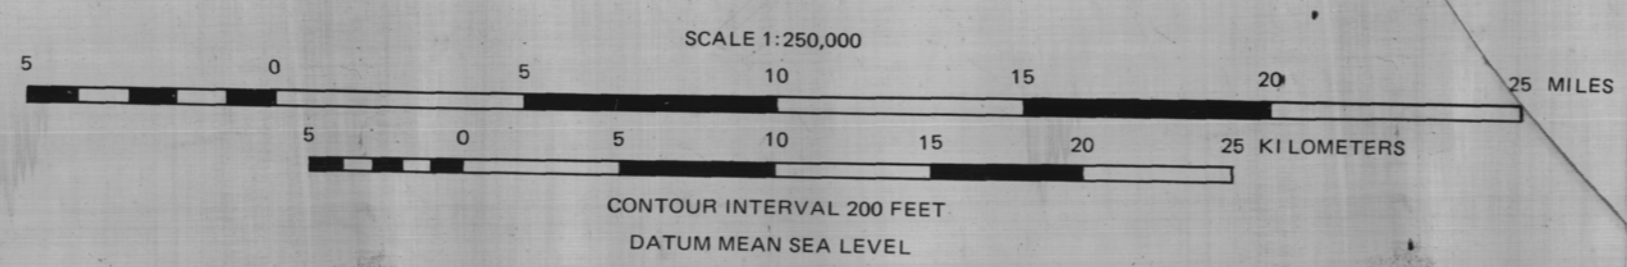 SCALE 1:250,000
5 0 5 10 15 20 25 MILES
5 0 5 10 15 20 25 KILOMETERS
CONTOUR INTERVAL 200 FEET
DATUM MEAN SEA LEVEL